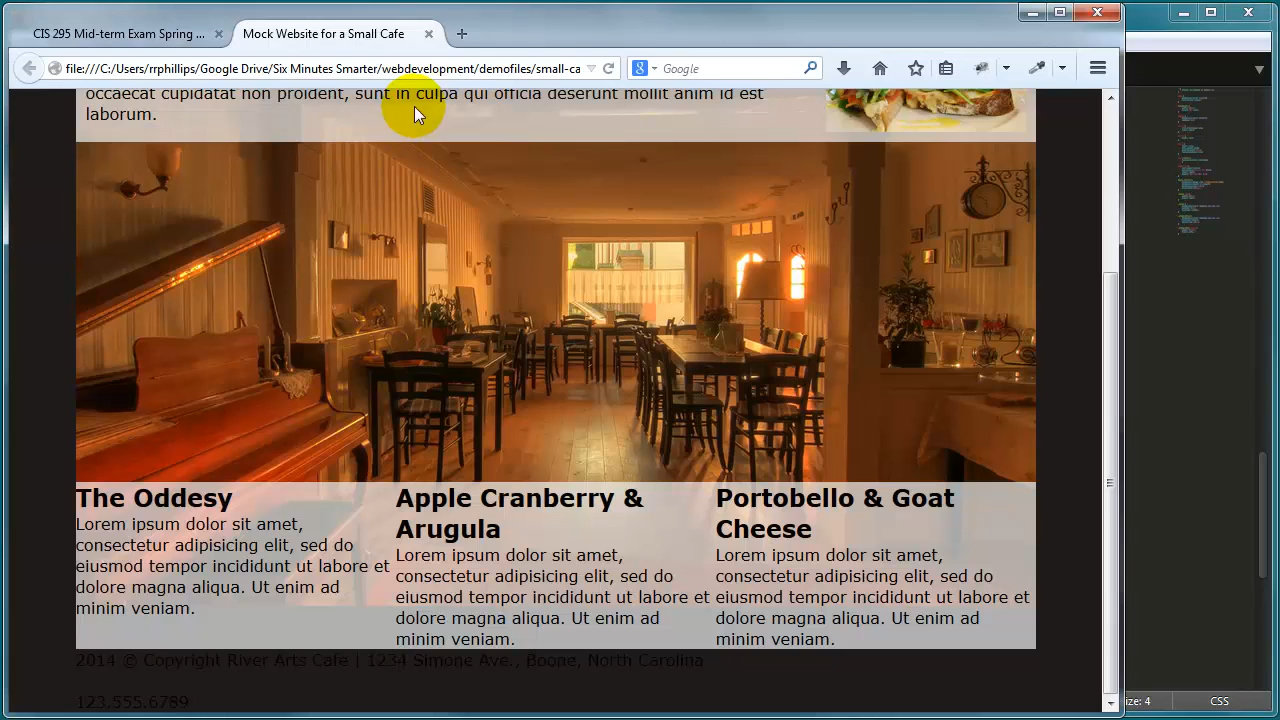 CIS 295 Mid-term Exam Spring ...
Mock Website for a Small Cafe
file:///C:/Users/rrphillips/Google Drive/Six Minutes Smarter/webdevelopment/demofiles/small-ca
Google
occaecat cupidatat non proident, sunt in culpa qui officia deserunt mollit anim id est
laborum.
The Oddesy
Lorem ipsum dolor sit amet,
consectetur adipisicing elit, sed do
eiusmod tempor incididunt ut labore et
dolore magna aliqua. Ut enim ad
minim veniam.
Apple Cranberry &
Arugula
Lorem ipsum dolor sit amet,
consectetur adipisicing elit, sed do
eiusmod tempor incididunt ut labore et
dolore magna aliqua. Ut enim ad
minim veniam.
Portobello & Goat
Cheese
Lorem ipsum dolor sit amet,
consectetur adipisicing elit, sed do
eiusmod tempor incididunt ut labore et
dolore magna aliqua. Ut enim ad
minim veniam.
2014 © Copyright River Arts Cafe | 1234 Simone Ave., Boone, North Carolina
123.555.6789
ize: 4
CSS